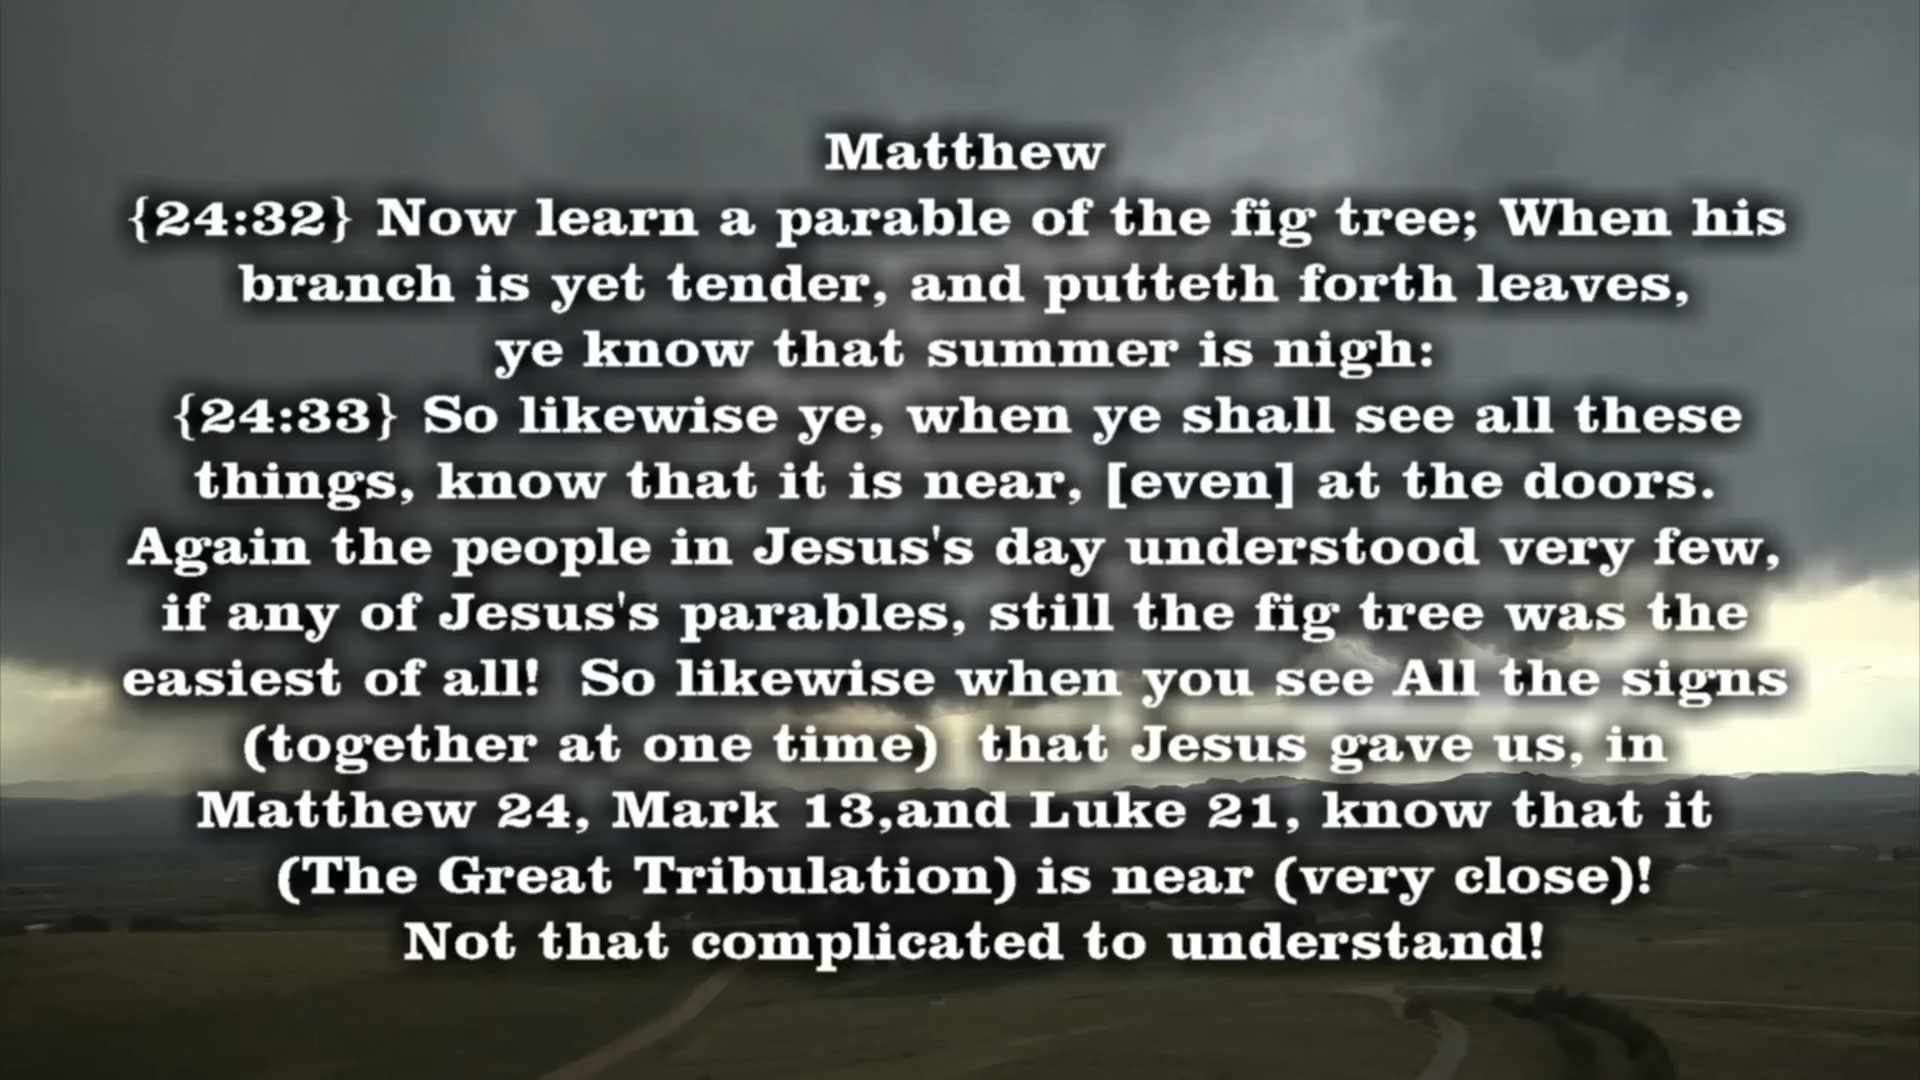 Matthew
{24:32} Now learn a parable of the fig tree; When his
branch is yet tender, and putteth forth leaves,
ye know that summer is nigh:
{24:33} So likewise ye, when ye shall see all these
things, know that it is near, [even] at the doors.
Again the people in Jesus's day understood very few,
if any of Jesus's parables, still the fig tree was the
easiest of all!  So likewise when you see All the signs
(together at one time)  that Jesus gave us, in
Matthew 24, Mark 13,and Luke 21, know that it
(The Great Tribulation) is near (very close)!
Not that complicated to understand!